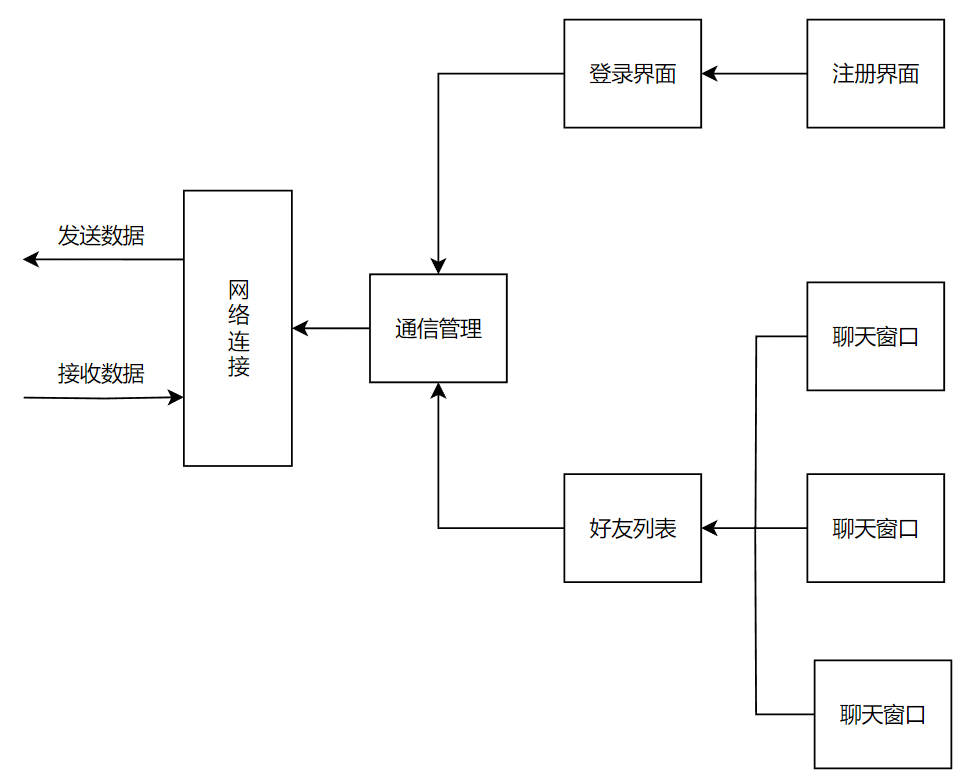 登录界面
注册界面
发送数据
网
络
连
接
聊天窗口
通信管理
接收数据
好友列表
聊天窗口
聊天窗口